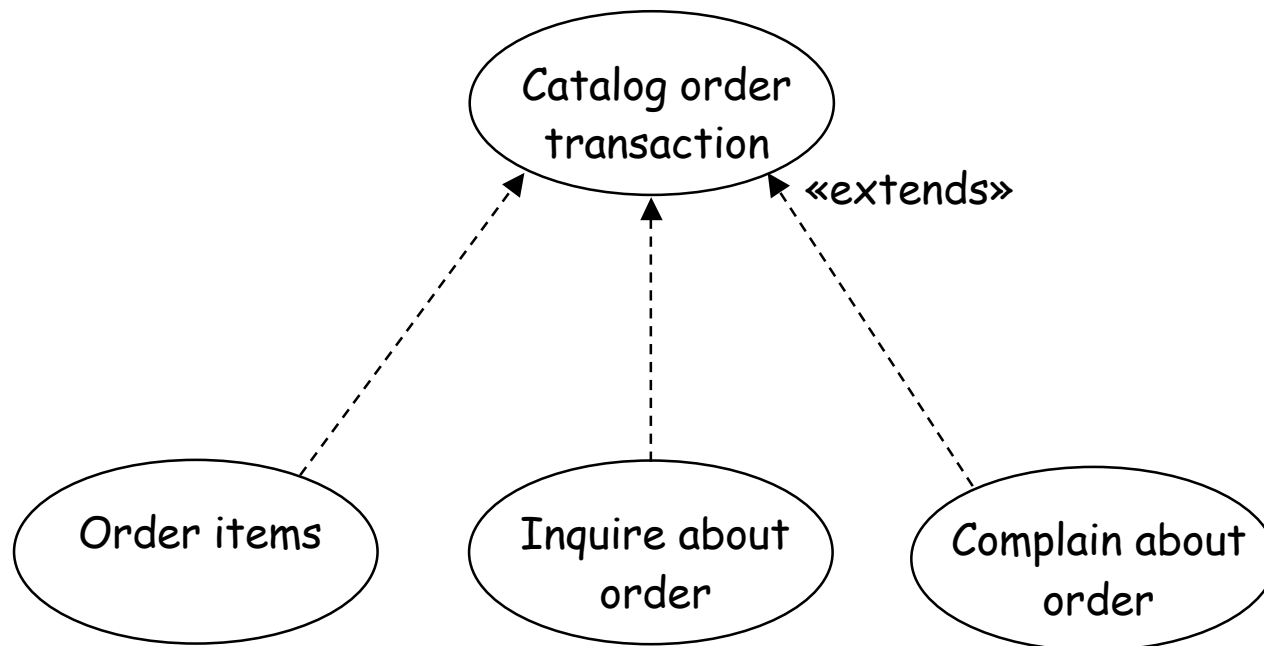 Catalog order
transaction
«extends»
Order items
Inquire about
order
Complain about
order